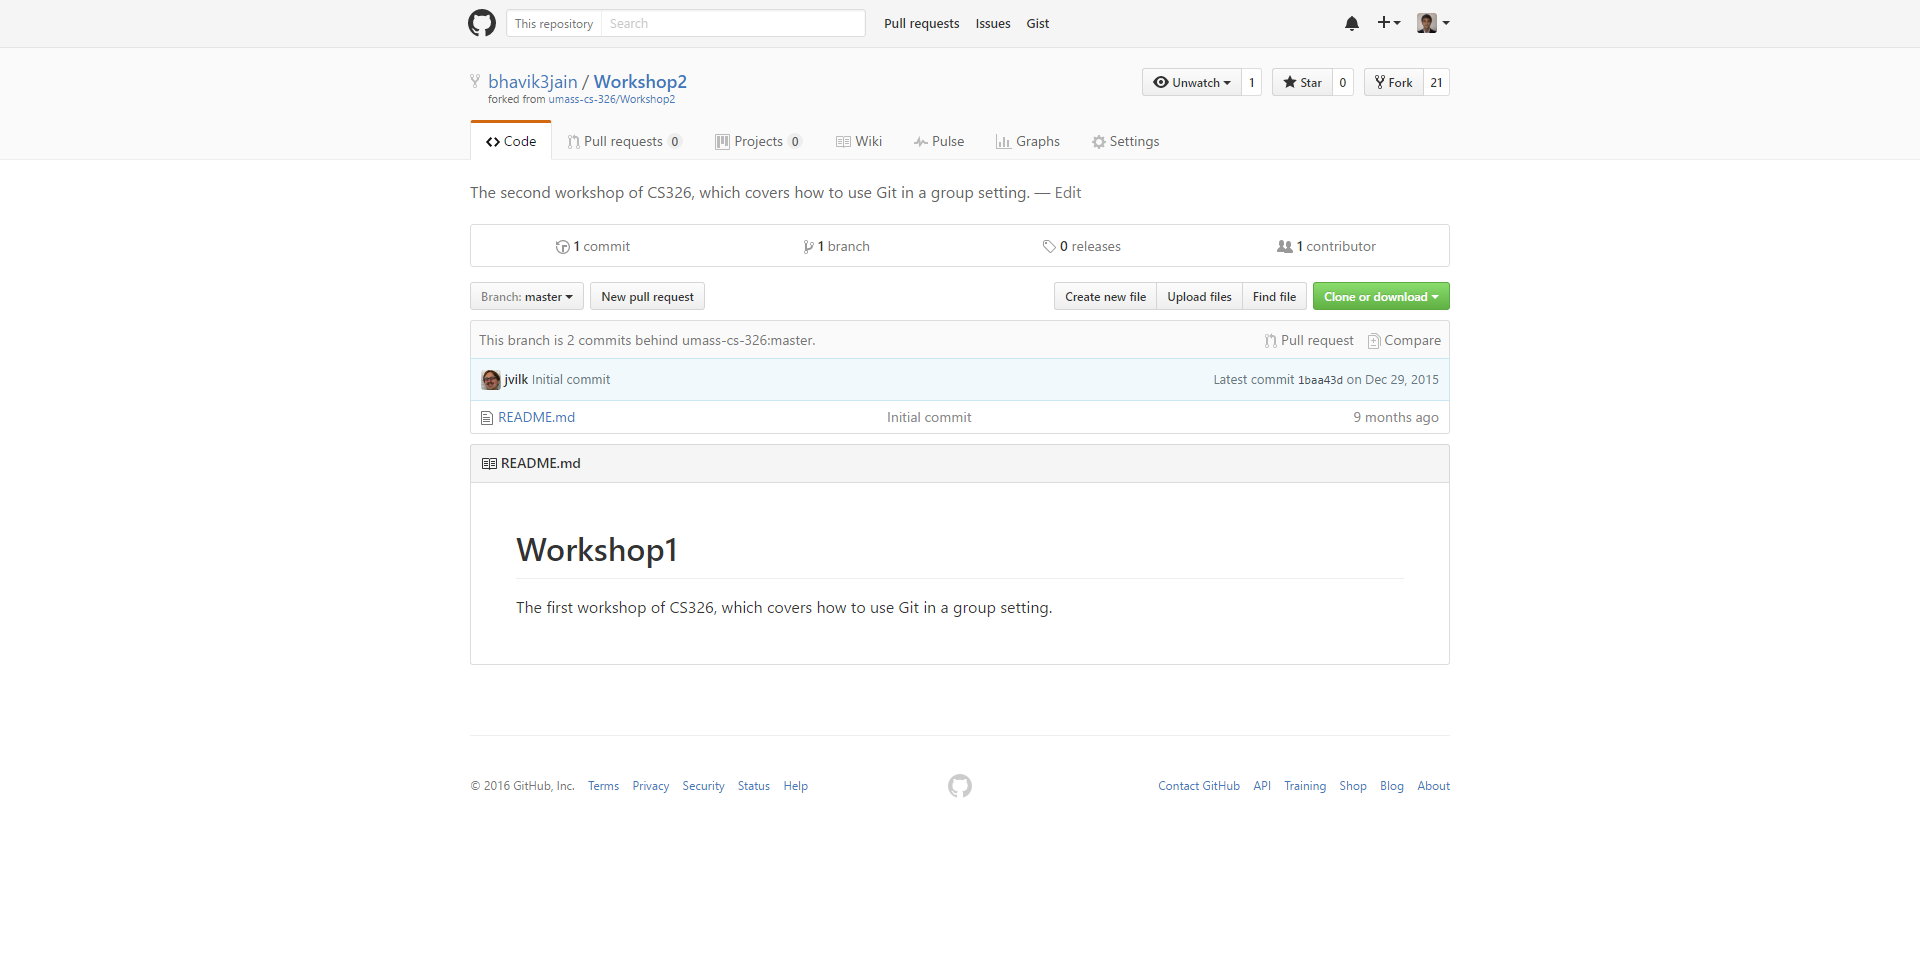 This repository Search Pull requests Issues Gist
bhavik3jain / Workshop2 Unwatch 1 Star 0 Fork 21
forked from umass-cs-326/Workshop2
Code Pull requests 0 Projects 0 Wiki Pulse Graphs Settings
The second workshop of CS326, which covers how to use Git in a group setting. — Edit
1 commit 1 branch 0 releases 1 contributor
Branch: master New pull request Create new file Upload files Find file Clone or download
This branch is 2 commits behind umass-cs-326:master. Pull request Compare
jvilk Initial commit Latest commit 1baa43d on Dec 29, 2015
README.md Initial commit 9 months ago
README.md
Workshop1
The first workshop of CS326, which covers how to use Git in a group setting.
© 2016 GitHub, Inc. Terms Privacy Security Status Help Contact GitHub API Training Shop Blog About